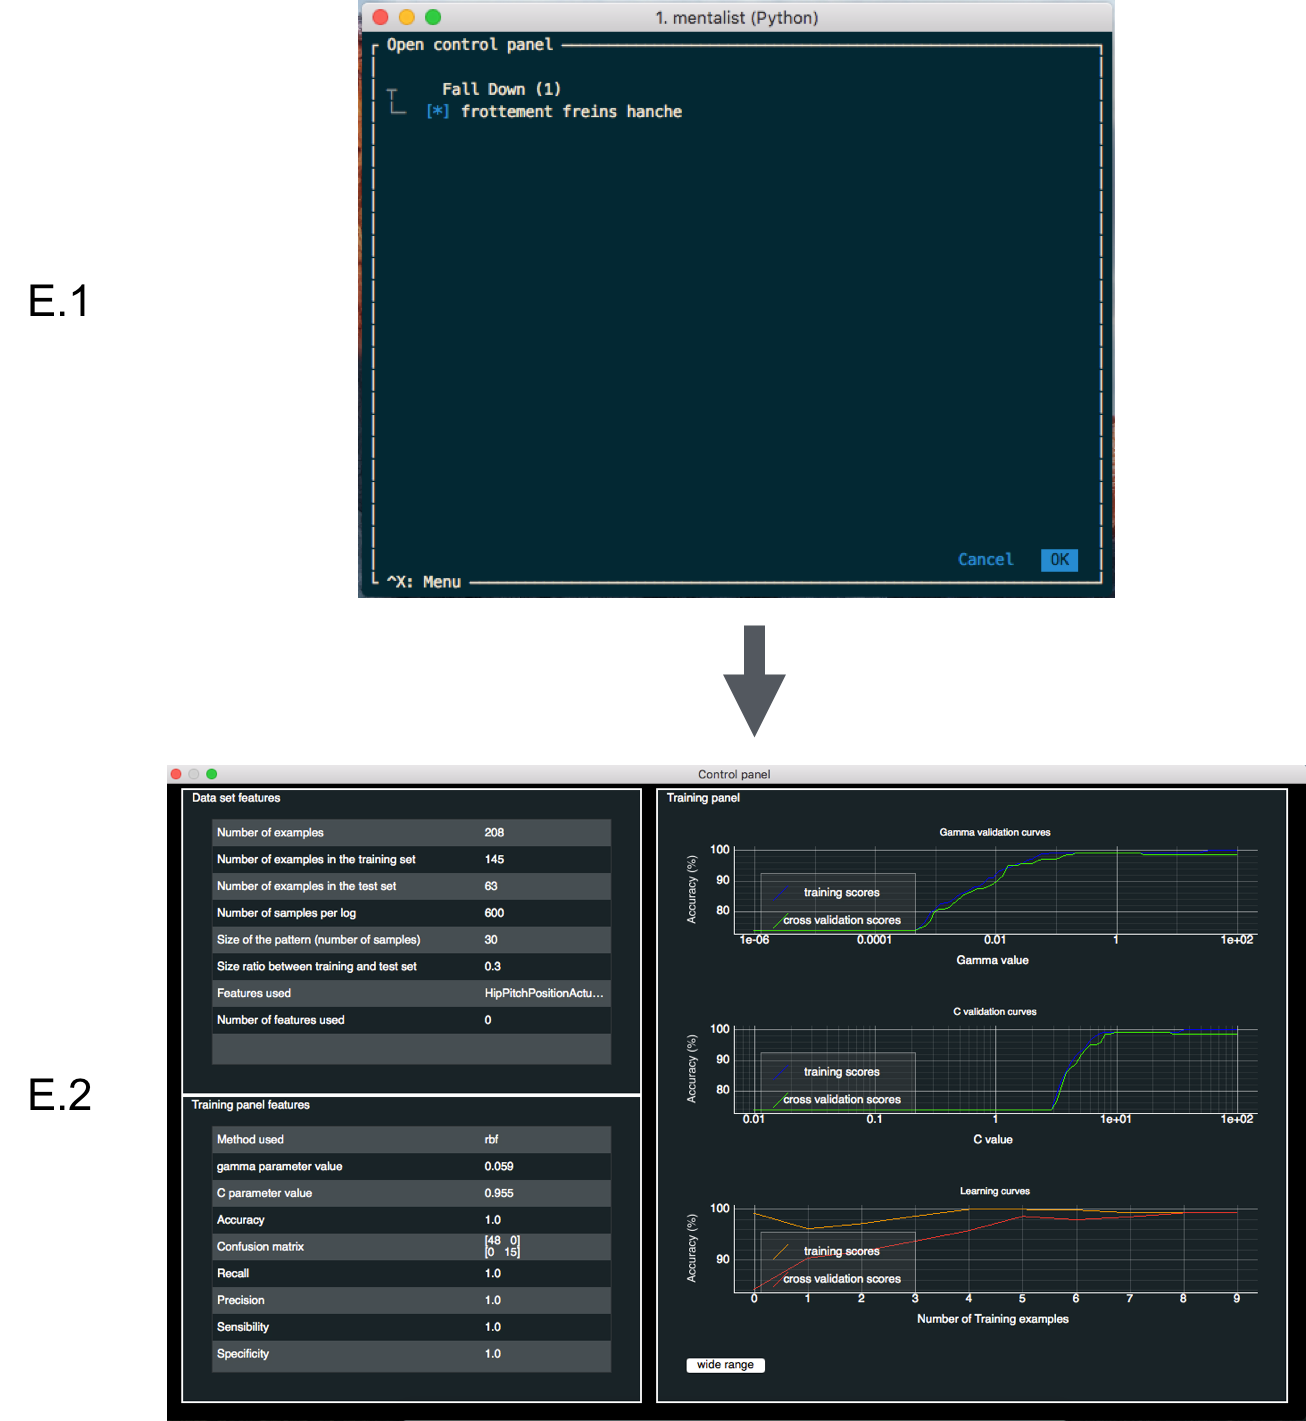 1. mentalist (Python)
Open control panel
Fall Down (1)
[*] frottement freins hanche
Cancel OK
^X: Menu
E.1
Control panel
Data set features
Number of examples 208
Number of examples in the training set 145
Number of examples in the test set 63
Number of samples per log 600
Size of the pattern (number of samples) 30
Size ratio between training and test set 0.3
Features used HipPitchPositionActu...
Number of features used 0
E.2
Training panel features
Method used rbf
gamma parameter value 0.059
C parameter value 0.955
Accuracy 1.0
Confusion matrix [48 0]
[0 15]
Recall 1.0
Precision 1.0
Sensibility 1.0
Specificity 1.0
Training panel
Gamma validation curves
Accuracy (%)
100
90
80
training scores
cross validation scores
1e-06 0.0001 0.01 1 1e+02
Gamma value
C validation curves
Accuracy (%)
100
90
80
training scores
cross validation scores
0.01 0.1 1 1e+01 1e+02
C value
Learning curves
Accuracy (%)
100
90
training scores
cross validation scores
0 1 2 3 4 5 6 7 8 9
Number of Training examples
wide range